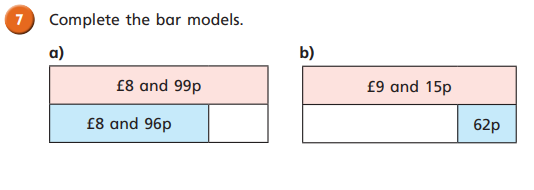 7 Complete the bar models.
a) b)
£8 and 99p £9 and 15p
£8 and 96p 62p